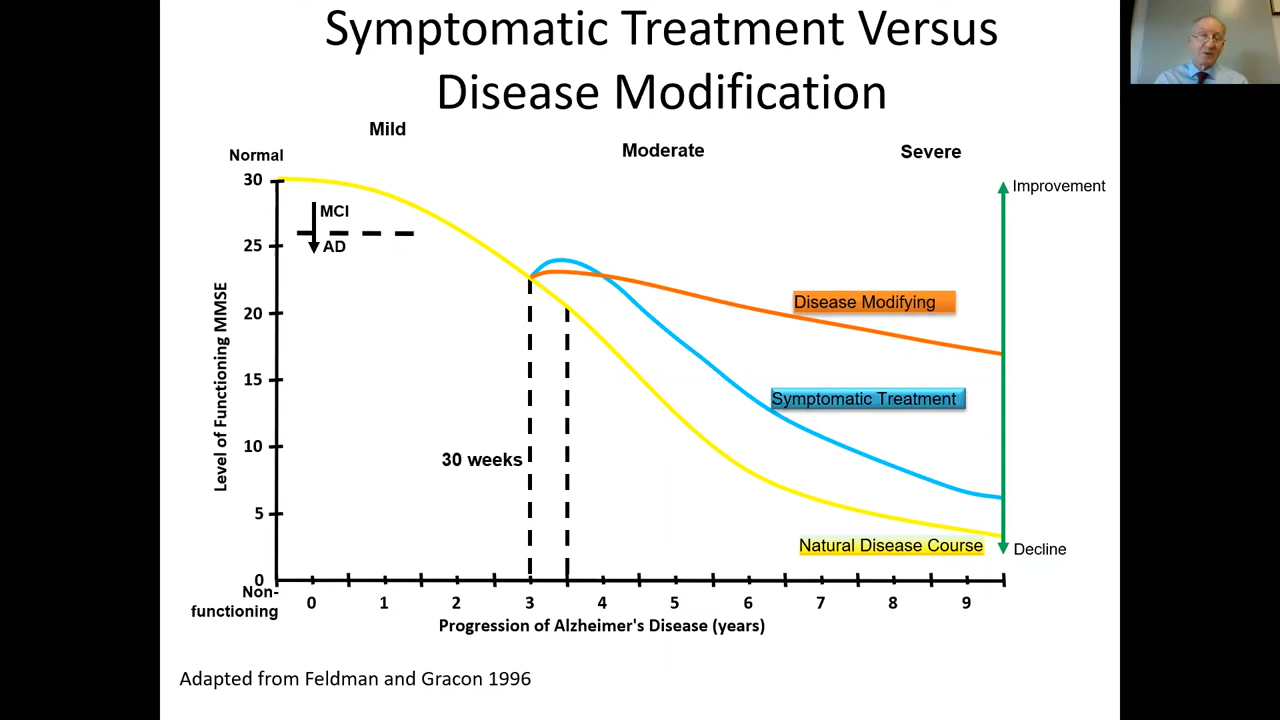 Symptomatic Treatment Versus
Disease Modification
Mild
Moderate
Severe
Normal
30
25
20
15
10
5
0
Level of Functioning MMSE
MCI
AD
Improvement
Disease Modifying
Symptomatic Treatment
30 weeks
Natural Disease Course
Decline
Non-
functioning
0 1 2 3 4 5 6 7 8 9
Progression of Alzheimer's Disease (years)
Adapted from Feldman and Gracon 1996